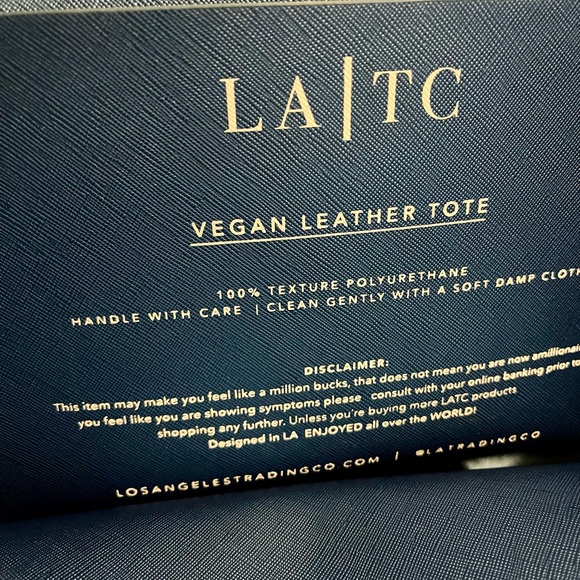 LA|TC
VEGAN LEATHER TOTE
100% TEXTURE POLYURETHANE
HANDLE WITH CARE | CLEAN GENTLY WITH A SOFT DAMP CLOTH
DISCLAIMER:
This item may make you feel like a million bucks, that does not mean you are now amillionai
you feel like you are showing symptoms please consult with your online banking prior to
shopping any further. Unless you're buying more LATC products
Designed in LA ENJOYED all over the WORLD!
LOSANGELESTRADINGCO.COM | @LATRADINGCO